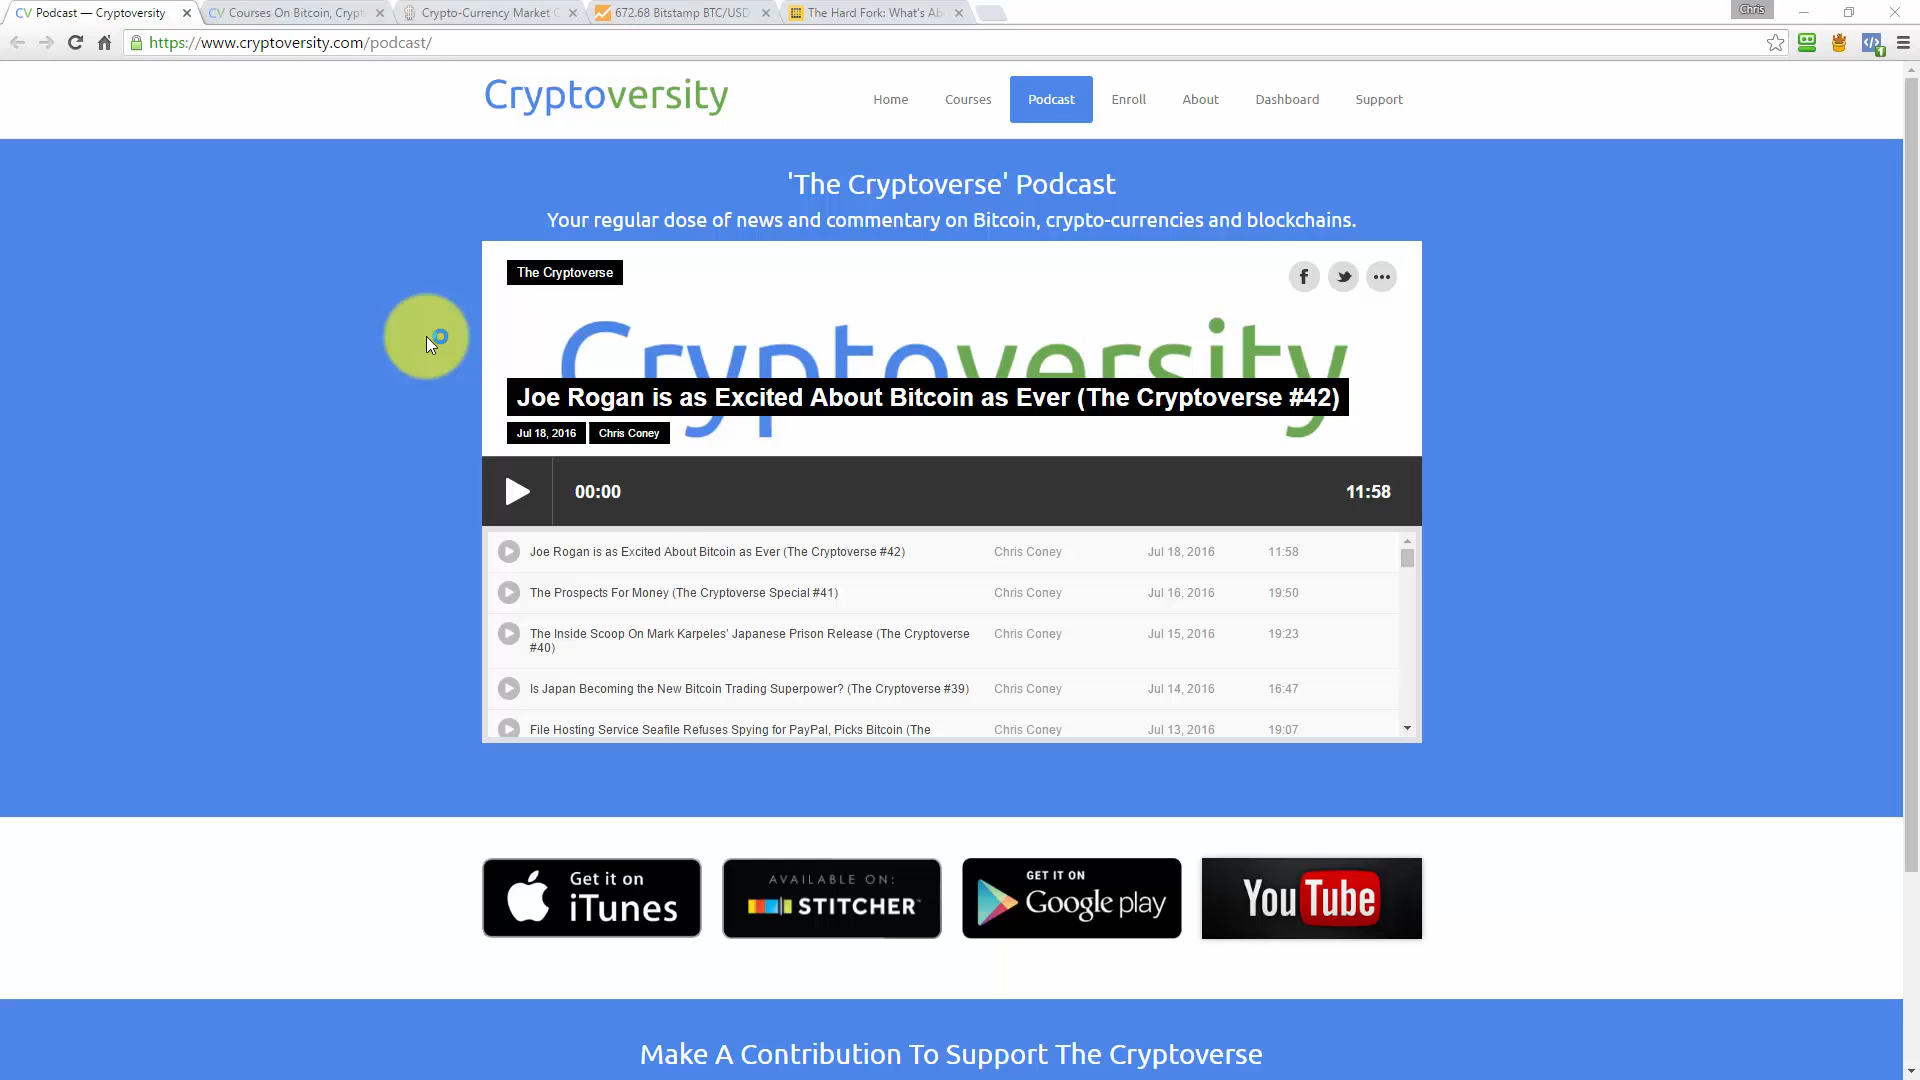 CV Podcast — Cryptoversity
CV Courses On Bitcoin, Crypt
Crypto-Currency Market C
672.68 Bitstamp BTC/USD
The Hard Fork: What's Ab
Chris
https://www.cryptoversity.com/podcast/
Cryptoversity
Home
Courses
Podcast
Enroll
About
Dashboard
Support
'The Cryptoverse' Podcast
Your regular dose of news and commentary on Bitcoin, crypto-currencies and blockchains.
The Cryptoverse
Cryptoversity
Joe Rogan is as Excited About Bitcoin as Ever (The Cryptoverse #42)
Jul 18, 2016
Chris Coney
00:00
11:58
Joe Rogan is as Excited About Bitcoin as Ever (The Cryptoverse #42) Chris Coney Jul 18, 2016 11:58
The Prospects For Money (The Cryptoverse Special #41) Chris Coney Jul 16, 2016 19:50
The Inside Scoop On Mark Karpeles' Japanese Prison Release (The Cryptoverse Chris Coney Jul 15, 2016 19:23
#40)
Is Japan Becoming the New Bitcoin Trading Superpower? (The Cryptoverse #39) Chris Coney Jul 14, 2016 16:47
File Hosting Service Seafile Refuses Spying for PayPal, Picks Bitcoin (The Chris Coney Jul 13, 2016 19:07
Get it on
iTunes
AVAILABLE ON:
STITCHER
GET IT ON
Google play
YouTube
Make A Contribution To Support The Cryptoverse